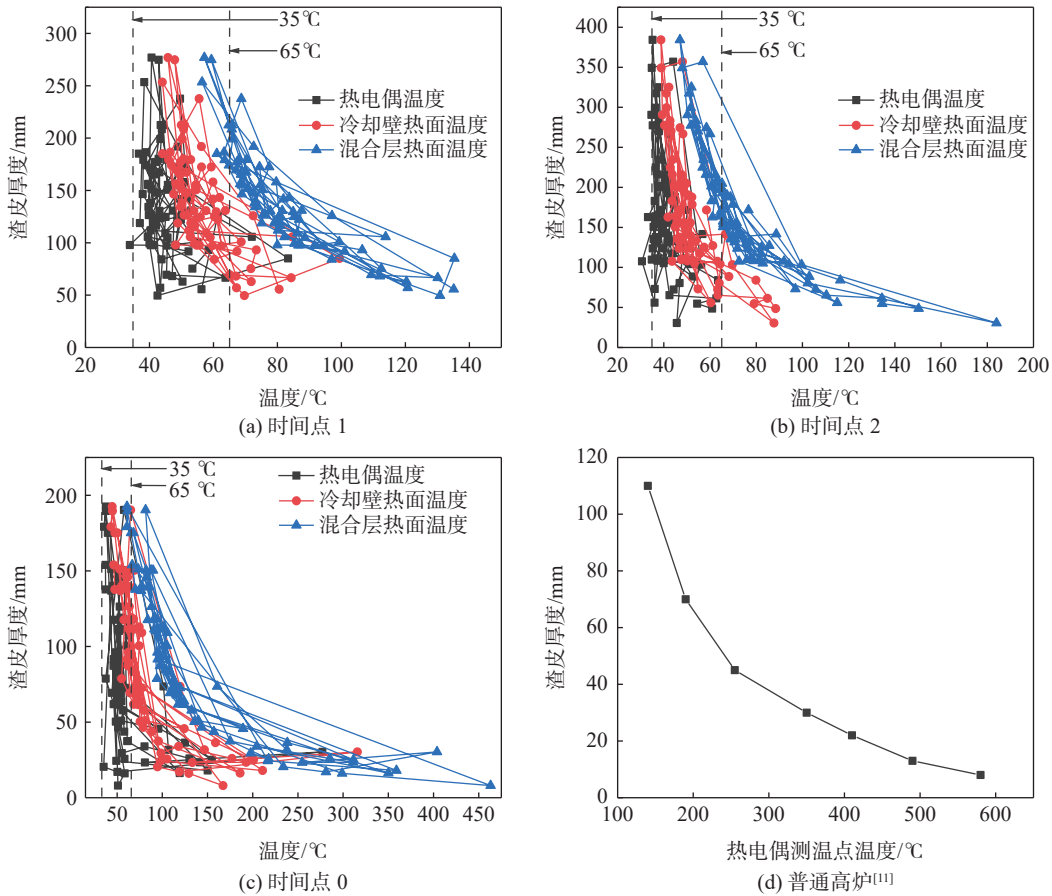 35℃
65℃
热电偶温度
冷却壁热面温度
混合层热面温度
渣皮厚度/mm
300
250
200
150
100
50
0
20 40 60 80 100 120 140
温度/℃
(a) 时间点 1
35 ℃
65 ℃
热电偶温度
冷却壁热面温度
混合层热面温度
渣皮厚度/mm
400
350
300
250
200
150
100
50
0
20 40 60 80 100 120 140 160 180 200
温度/℃
(b) 时间点 2
35 ℃
65 ℃
热电偶温度
冷却壁热面温度
混合层热面温度
渣皮厚度/mm
200
150
100
50
0
50 100 150 200 250 300 350 400 450
温度/℃
(c) 时间点 0
渣皮厚度/mm
120
100
80
60
40
20
0
100 200 300 400 500 600
热电偶测温点温度/℃
(d) 普通高炉[11]